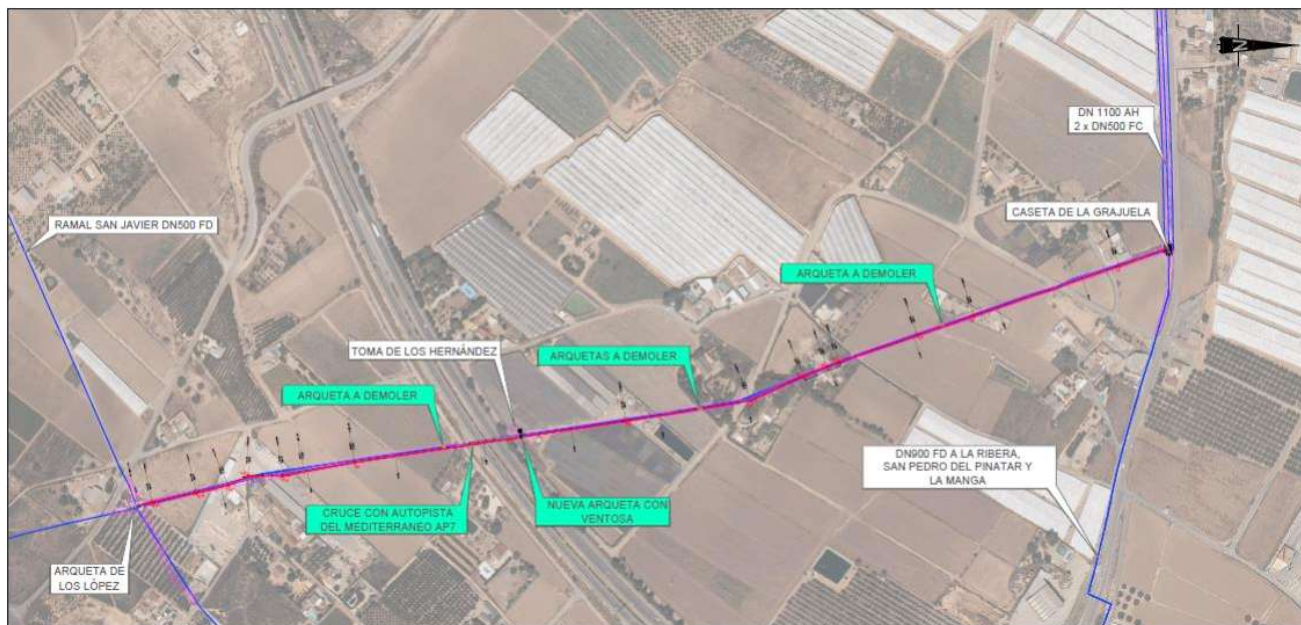 N
DN 1100 AH
2 x DN500 FC
CASETA DE LA GRAJUELA
RAMAL SAN JAVIER DN500 FD
ARQUETA A DEMOLER
TOMA DE LOS HERNÁNDEZ
ARQUETAS A DEMOLER
ARQUETA A DEMOLER
DN900 FD A LA RIBERA,
SAN PEDRO DEL PINATAR Y
LA MANGA
CRUCE CON AUTOPISTA
DEL MEDITERRANEO AP7
NUEVA ARQUETA CON
VENTOSA
ARQUETA DE
LOS LÓPEZ